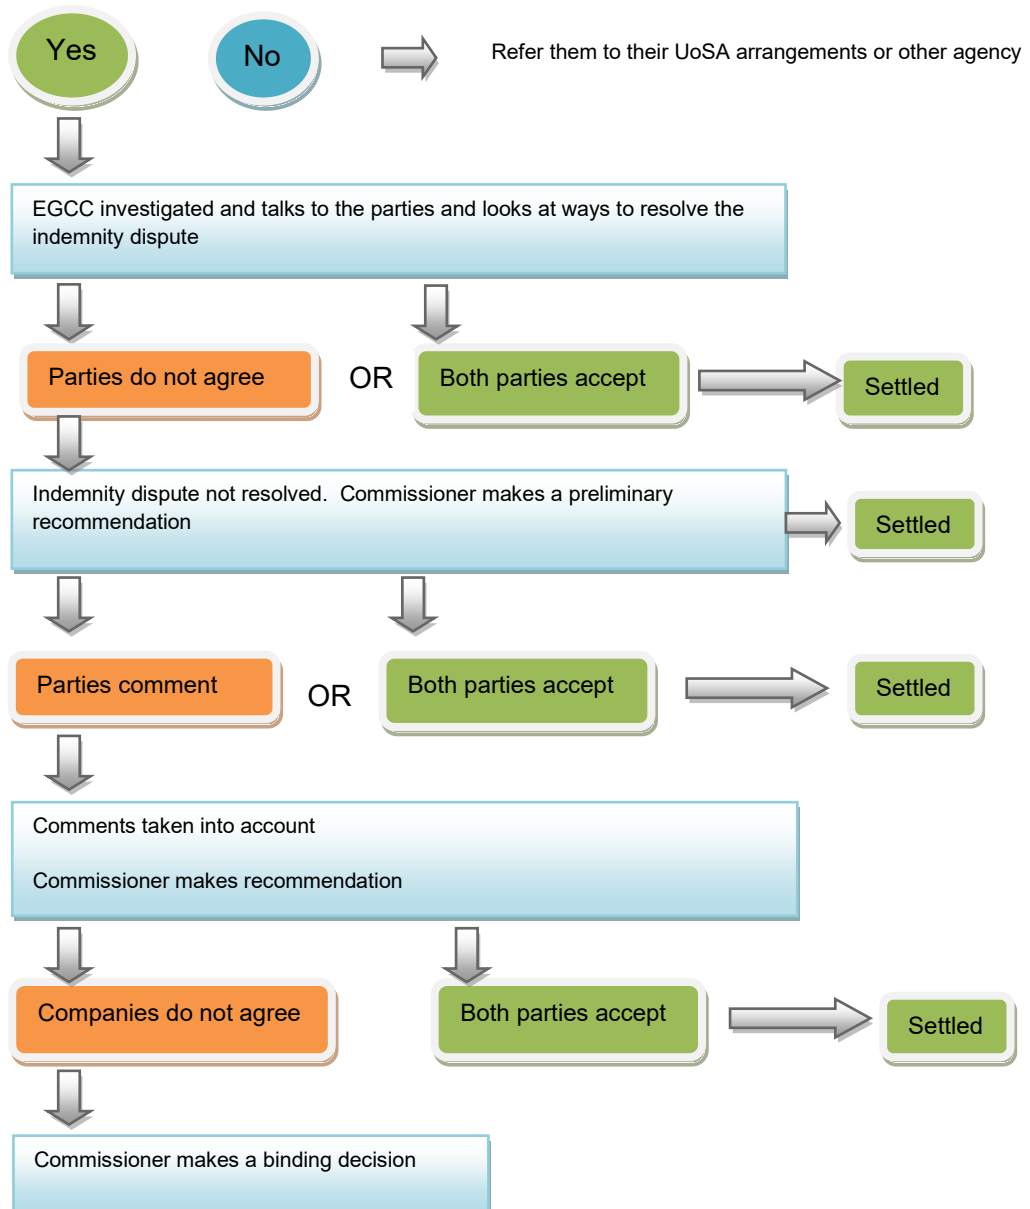 Yes
No
Refer them to their UoSA arrangements or other agency
EGCC investigated and talks to the parties and looks at ways to resolve the
indemnity dispute
Parties do not agree
OR
Both parties accept
Settled
Indemnity dispute not resolved.  Commissioner makes a preliminary
recommendation
Settled
Parties comment
OR
Both parties accept
Settled
Comments taken into account
Commissioner makes recommendation
Companies do not agree
Both parties accept
Settled
Commissioner makes a binding decision